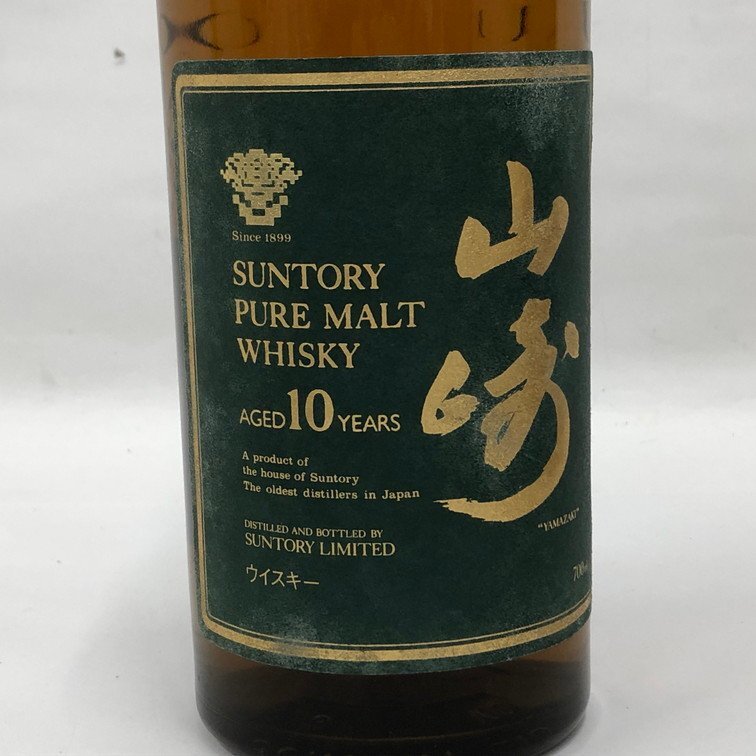 Since 1899
SUNTORY
PURE MALT
WHISKY
AGED 10 YEARS
A product of
the house of Suntory
The oldest distillers in Japan
DISTILLED AND BOTTLED BY
SUNTORY LIMITED
ウイスキー
山崎
"YAMAZAKI"
700